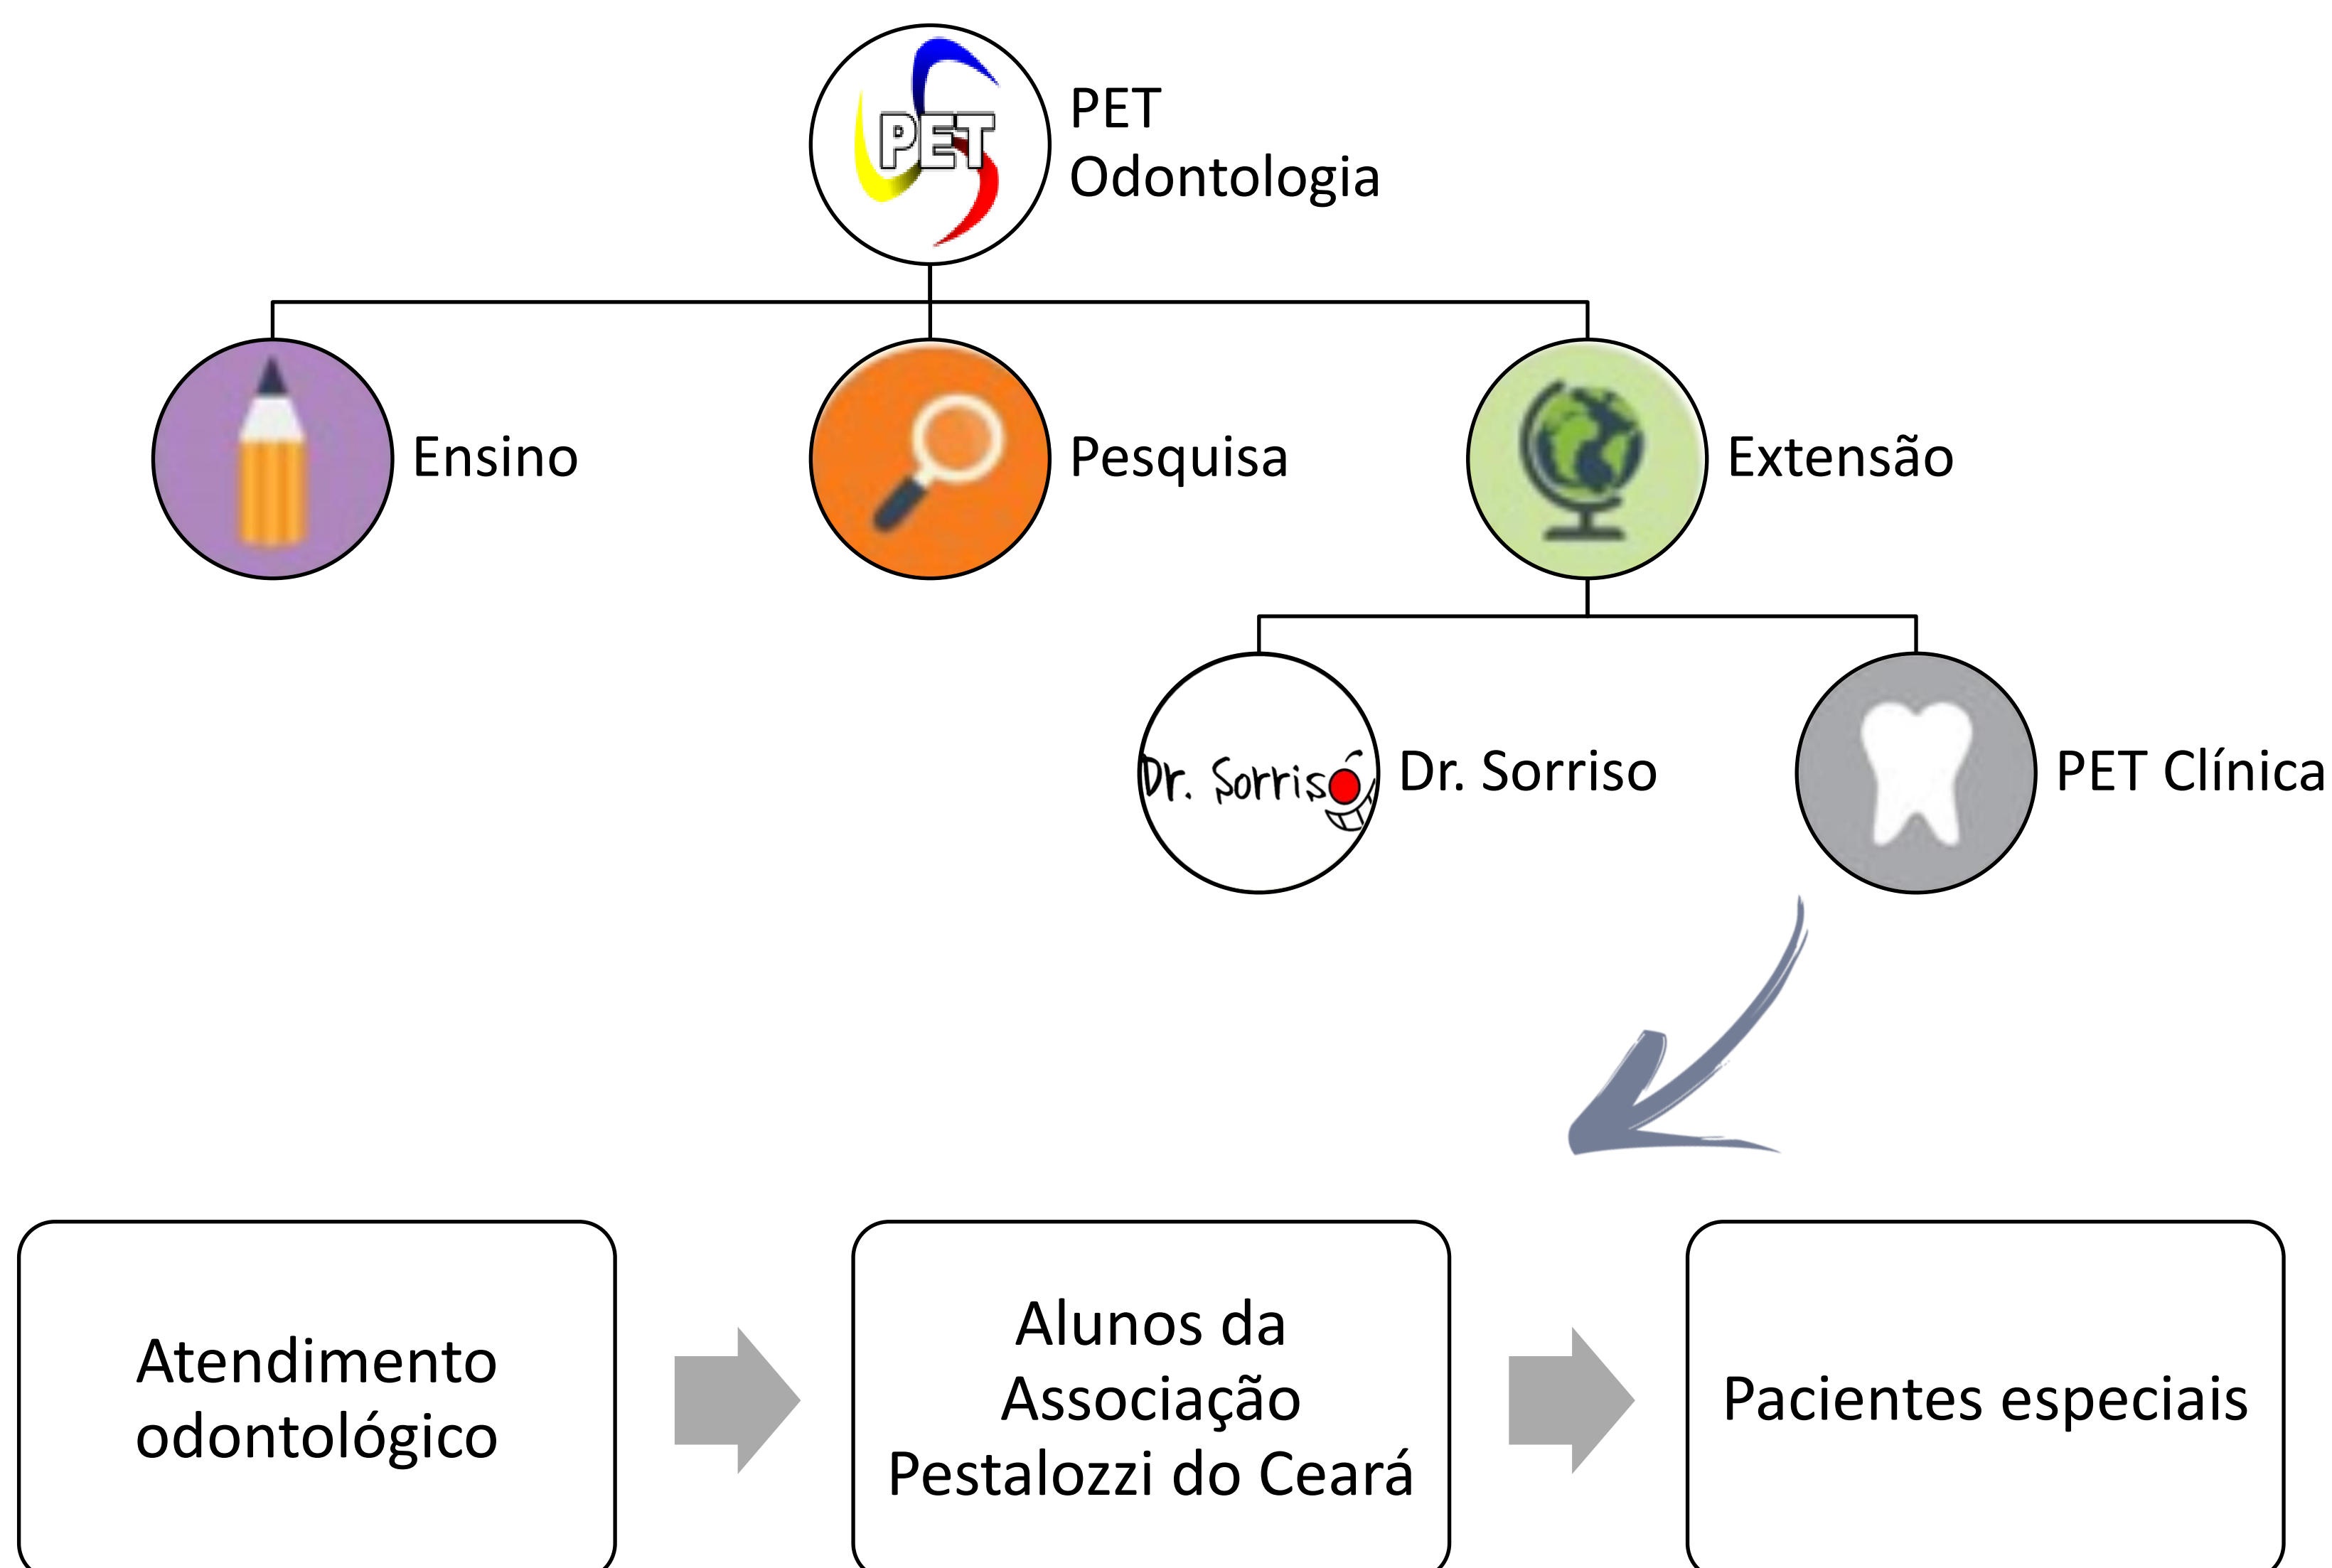 PET
PET
Odontologia
Ensino
Pesquisa
Extensão
Dr. Sorriso
Dr. Sorriso
PET Clínica
Atendimento
odontológico
Alunos da
Associação
Pestalozzi do Ceará
Pacientes especiais